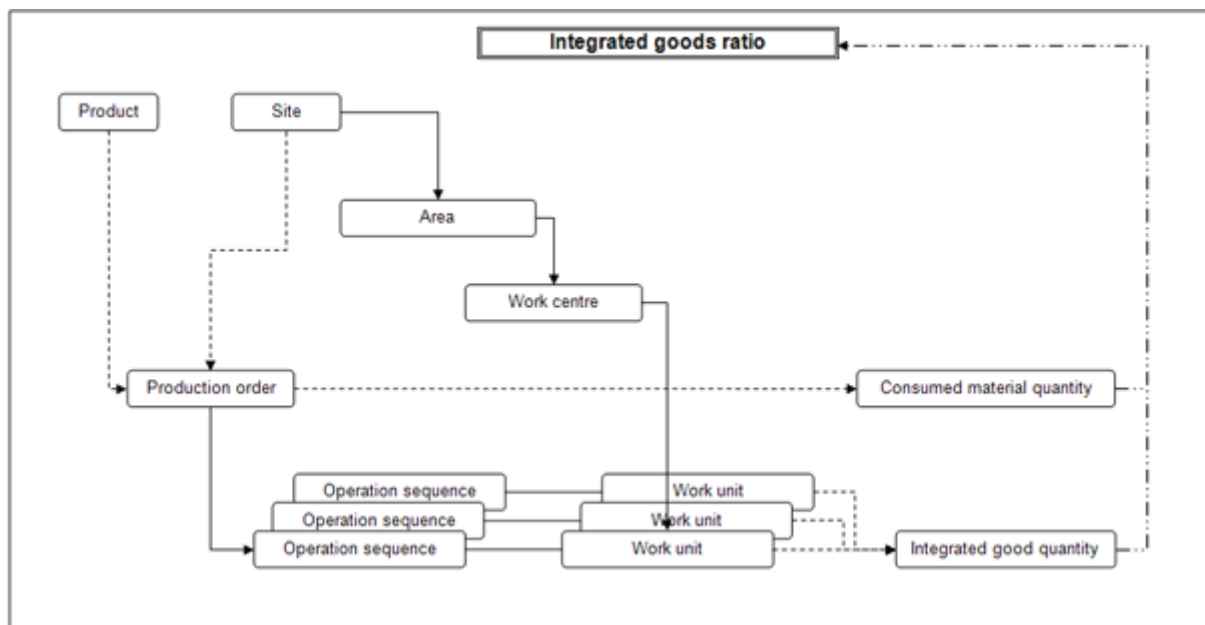 Integrated goods ratio
Product
Site
Area
Work centre
Production order
Consumed material quantity
Operation sequence
Work unit
Operation sequence
Work unit
Operation sequence
Work unit
Integrated good quantity